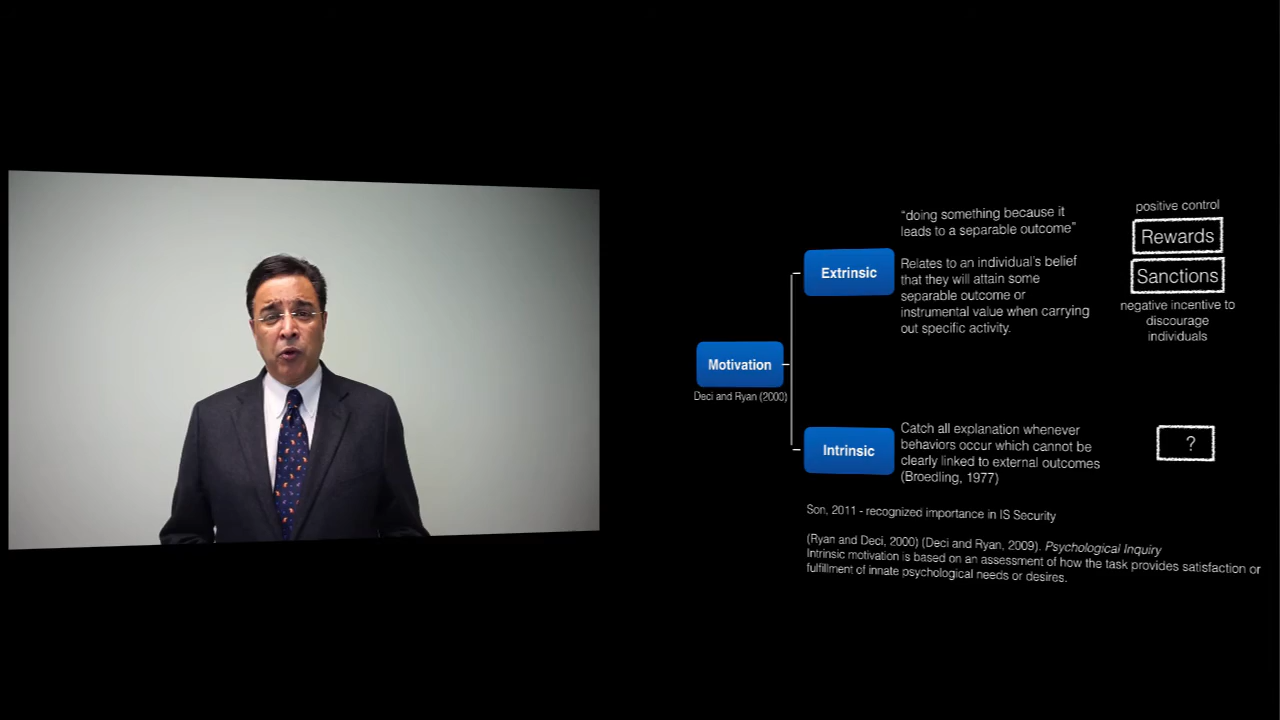 positive control
Rewards
Sanctions
negative incentive to
discourage
individuals
“doing something because it
leads to a separable outcome”
Extrinsic
Relates to an individual’s belief
that they will attain some
separable outcome or
instrumental value when carrying
out specific activity.
Motivation
Deci and Ryan (2000)
Intrinsic
Catch all explanation whenever
behaviors occur which cannot be
clearly linked to external outcomes
(Broedling, 1977)
?
Son, 2011 - recognized importance in IS Security
(Ryan and Deci, 2000) (Deci and Ryan, 2009). Psychological Inquiry
Intrinsic motivation is based on an assessment of how the task provides satisfaction or
fulfillment of innate psychological needs or desires.